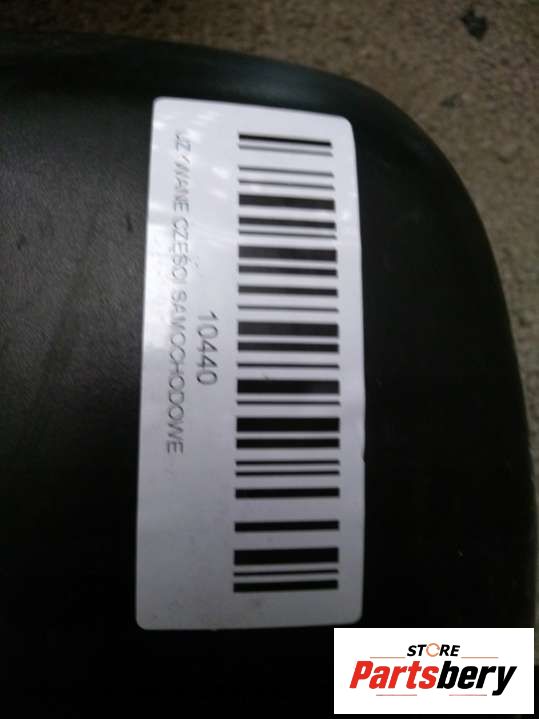 10440
UŻYWANE CZĘŚCI SAMOCHODOWE
STORE
Partsbery